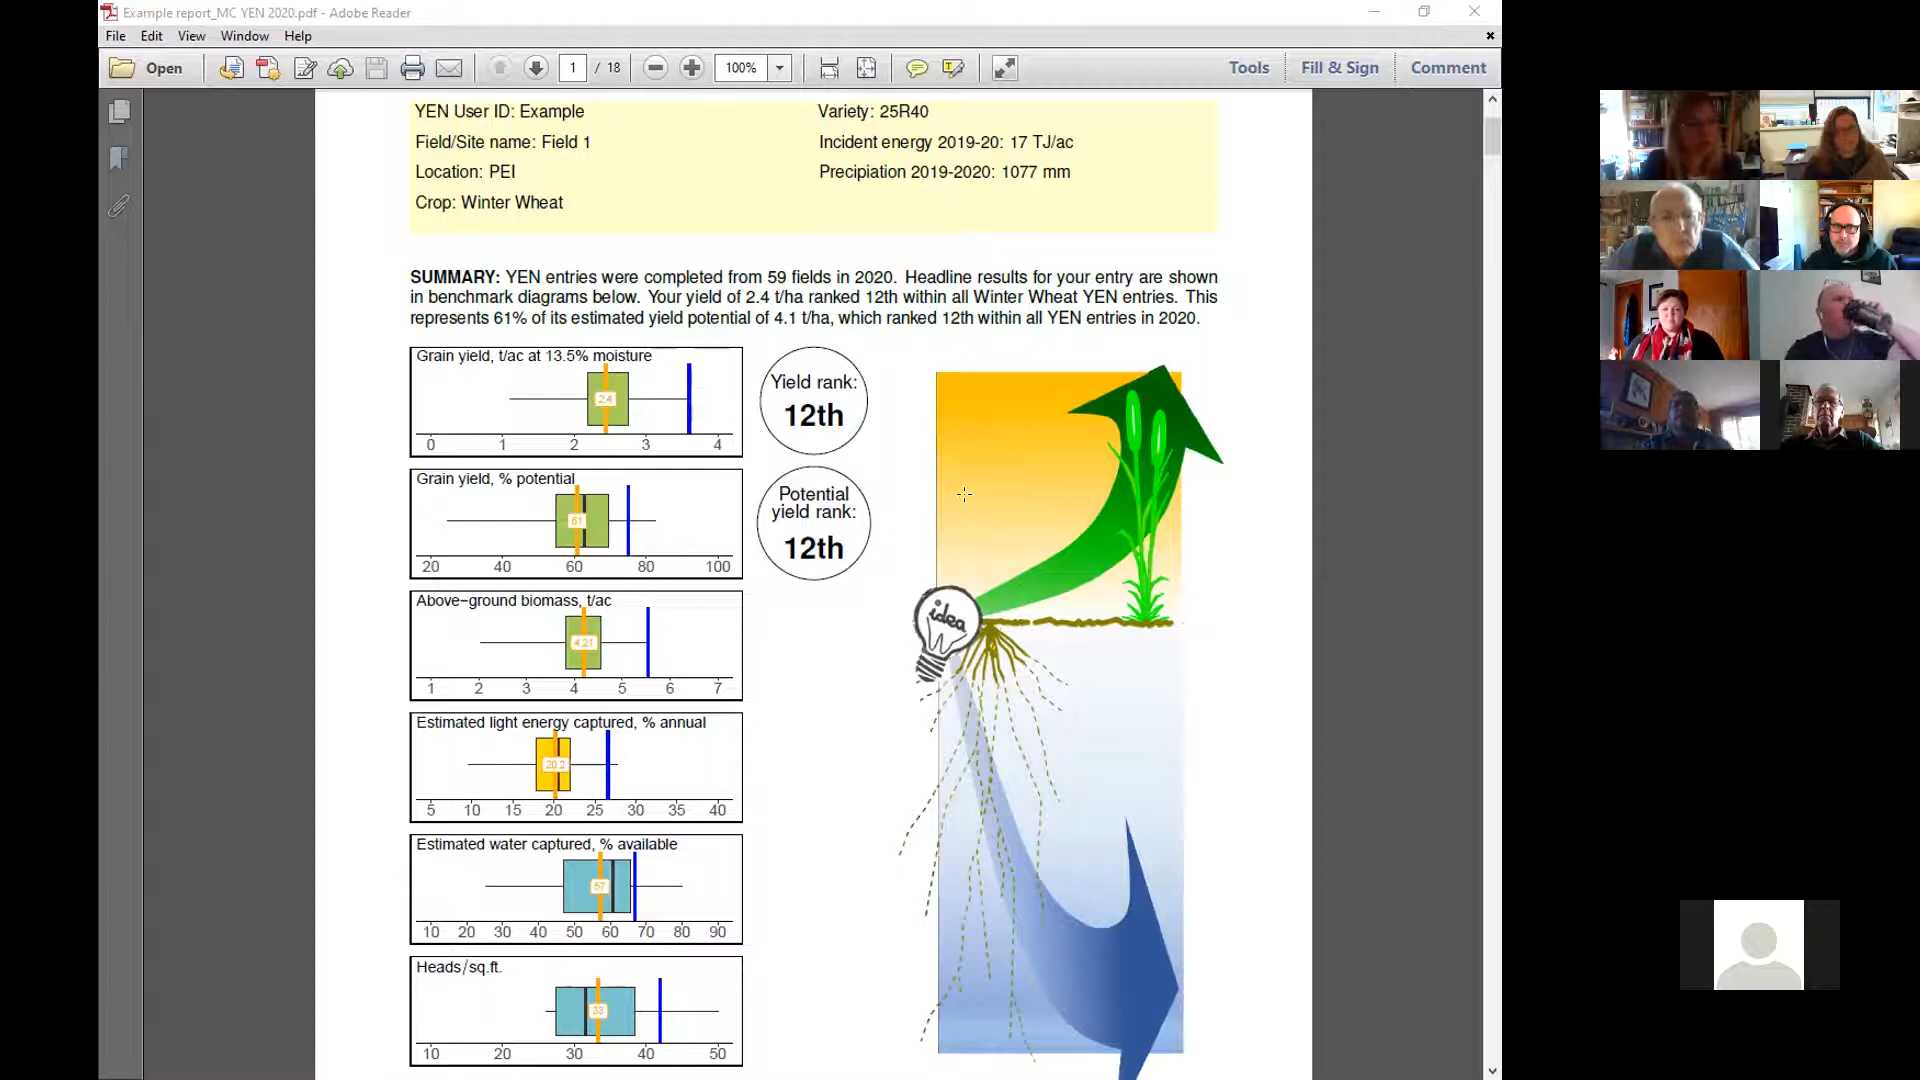 Example report_MC YEN 2020.pdf - Adobe Reader
File Edit View Window Help
Open 1 / 18 100% Tools Fill & Sign Comment
YEN User ID: Example
Variety: 25R40
Field/Site name: Field 1
Incident energy 2019-20: 17 TJ/ac
Location: PEI
Precipiation 2019-2020: 1077 mm
Crop: Winter Wheat
SUMMARY: YEN entries were completed from 59 fields in 2020. Headline results for your entry are shown
in benchmark diagrams below. Your yield of 2.4 t/ha ranked 12th within all Winter Wheat YEN entries. This
represents 61% of its estimated yield potential of 4.1 t/ha, which ranked 12th within all YEN entries in 2020.
Grain yield, t/ac at 13.5% moisture
2.4
0 1 2 3 4
Yield rank:
12th
Grain yield, % potential
61
20 40 60 80 100
Potential
yield rank:
12th
Above-ground biomass, t/ac
4.21
1 2 3 4 5 6 7
idea
Estimated light energy captured, % annual
20.2
5 10 15 20 25 30 35 40
Estimated water captured, % available
57
10 20 30 40 50 60 70 80 90
Heads/sq.ft.
33
10 20 30 40 50